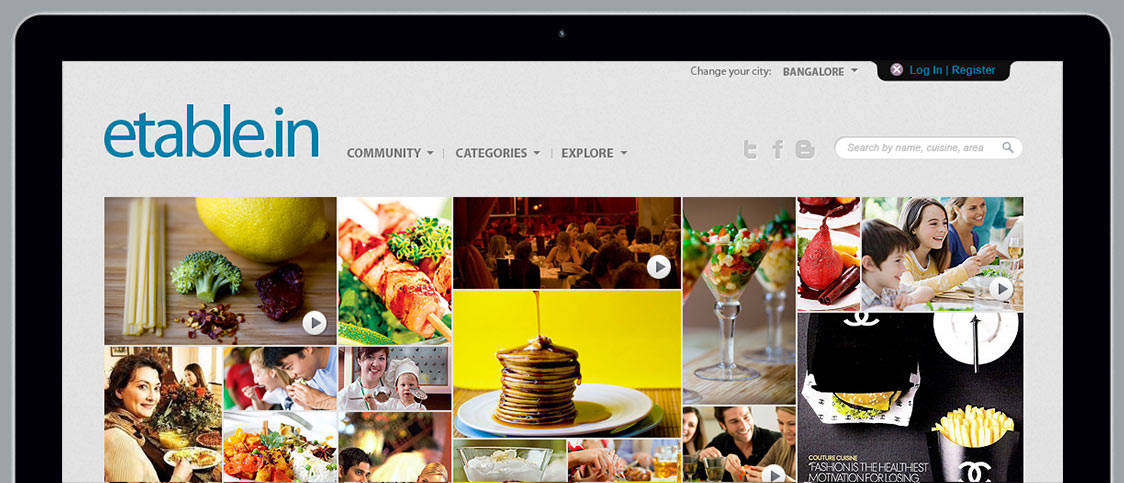 Change your city: BANGALORE Log In | Register
etable.in
COMMUNITY | CATEGORIES | EXPLORE
Search by name, cuisine, area
COUTURE CUISINE
"FASHION IS THE HEALTHIEST
MOTIVATION FOR LOSING